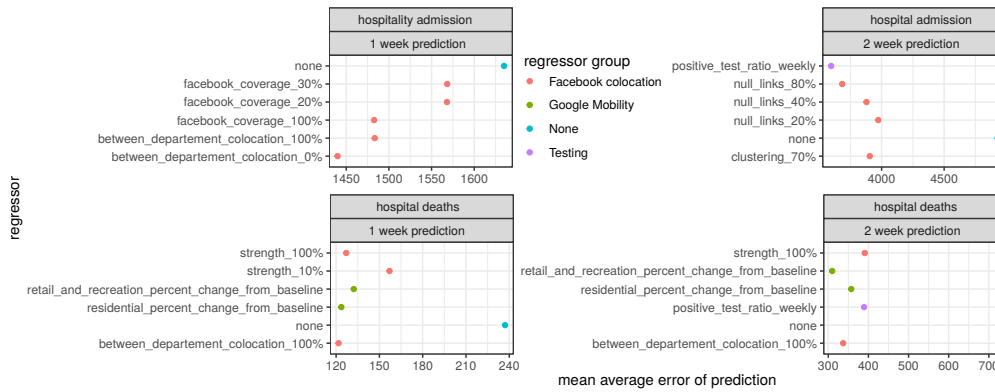 hospitality admission
1 week prediction
none
facebook_coverage_30%
facebook_coverage_20%
facebook_coverage_100%
between_departement_colocation_100%
between_departement_colocation_0%
1450 1500 1550 1600
regressor group
Facebook colocation
Google Mobility
None
Testing
hospital admission
2 week prediction
positive_test_ratio_weekly
null_links_80%
null_links_40%
null_links_20%
none
clustering_70%
4000 4500
regressor
hospital deaths
1 week prediction
strength_100%
strength_10%
retail_and_recreation_percent_change_from_baseline
residential_percent_change_from_baseline
none
between_departement_colocation_100%
120 150 180 210 240
hospital deaths
2 week prediction
strength_100%
retail_and_recreation_percent_change_from_baseline
residential_percent_change_from_baseline
positive_test_ratio_weekly
none
between_departement_colocation_100%
300 400 500 600 700
mean average error of prediction